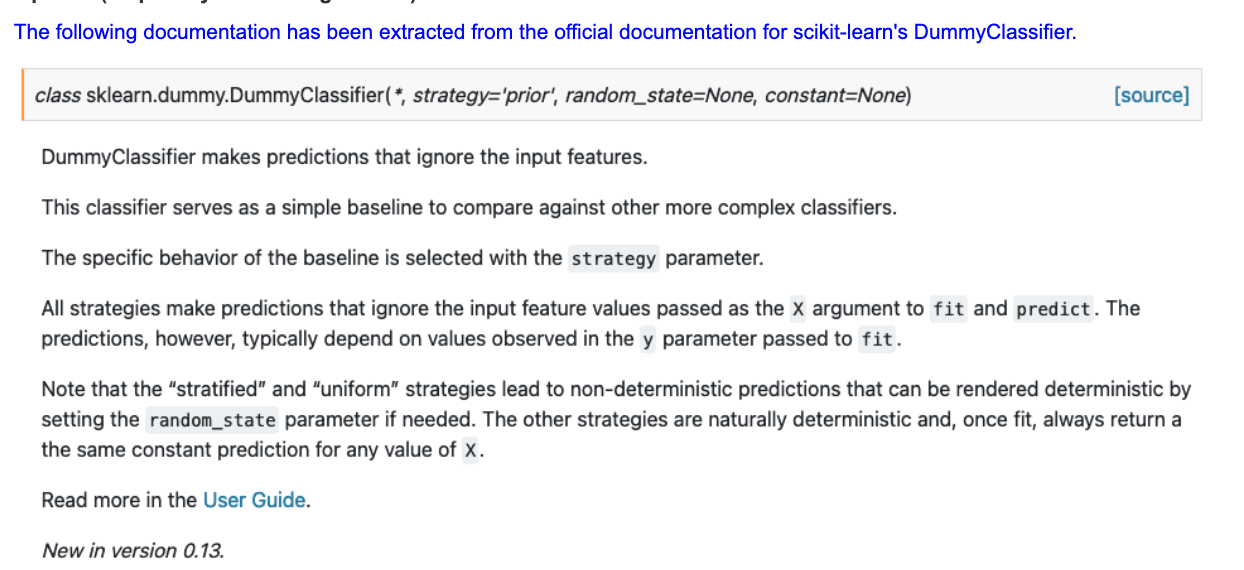 The following documentation has been extracted from the official documentation for scikit-learn's DummyClassifier.
class sklearn.dummy.DummyClassifier(*, strategy='prior', random_state=None, constant=None) [source]
DummyClassifier makes predictions that ignore the input features.
This classifier serves as a simple baseline to compare against other more complex classifiers.
The specific behavior of the baseline is selected with the strategy parameter.
All strategies make predictions that ignore the input feature values passed as the X argument to fit and predict. The
predictions, however, typically depend on values observed in the y parameter passed to fit.
Note that the “stratified” and “uniform” strategies lead to non-deterministic predictions that can be rendered deterministic by
setting the random_state parameter if needed. The other strategies are naturally deterministic and, once fit, always return a
the same constant prediction for any value of X.
Read more in the User Guide.
New in version 0.13.